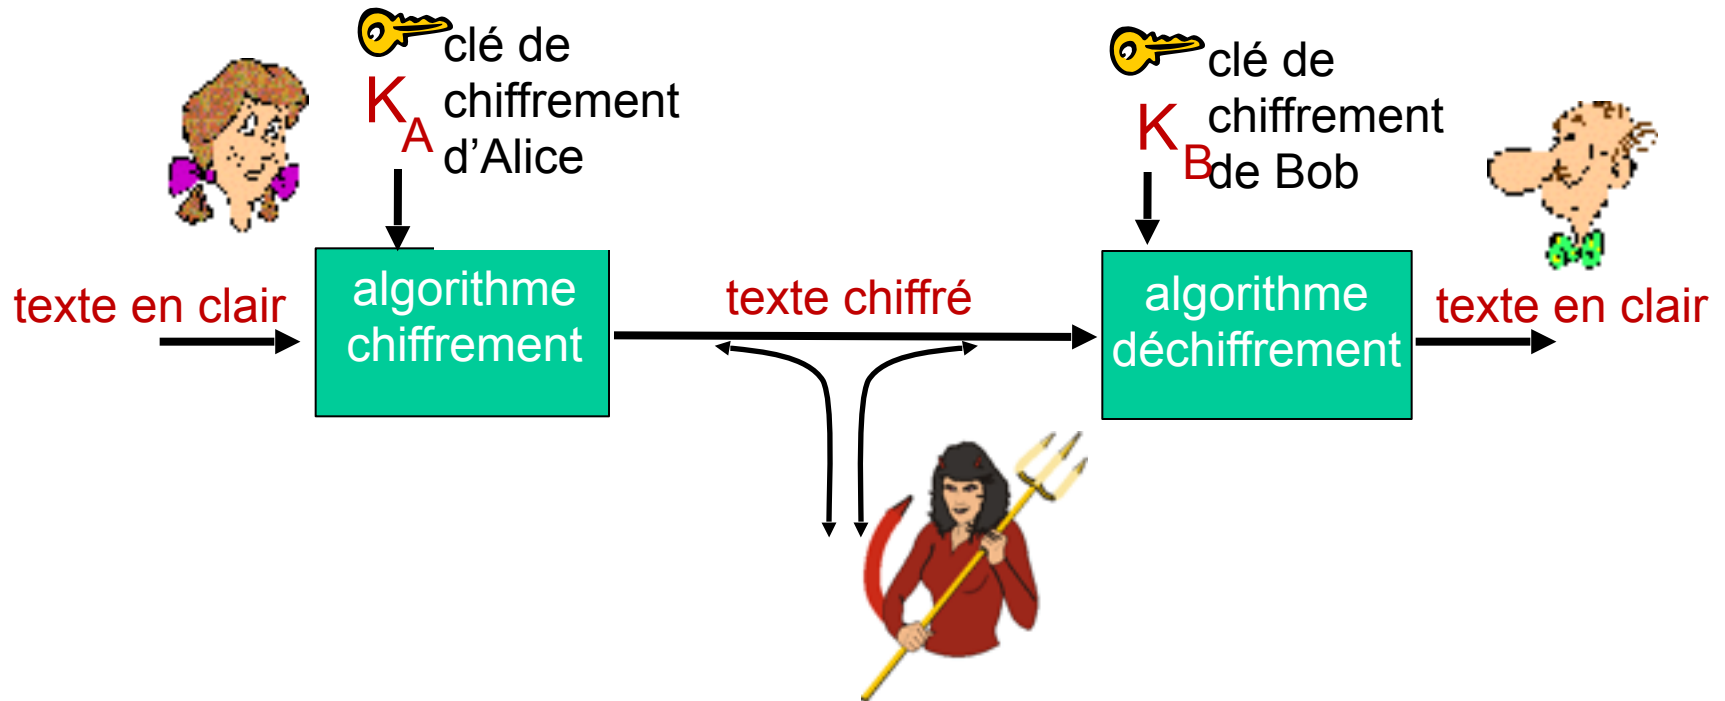 clé de
chiffrement
d’Alice
K
A
clé de
chiffrement
de Bob
K
B
texte en clair
algorithme
chiffrement
texte chiffré
algorithme
déchiffrement
texte en clair